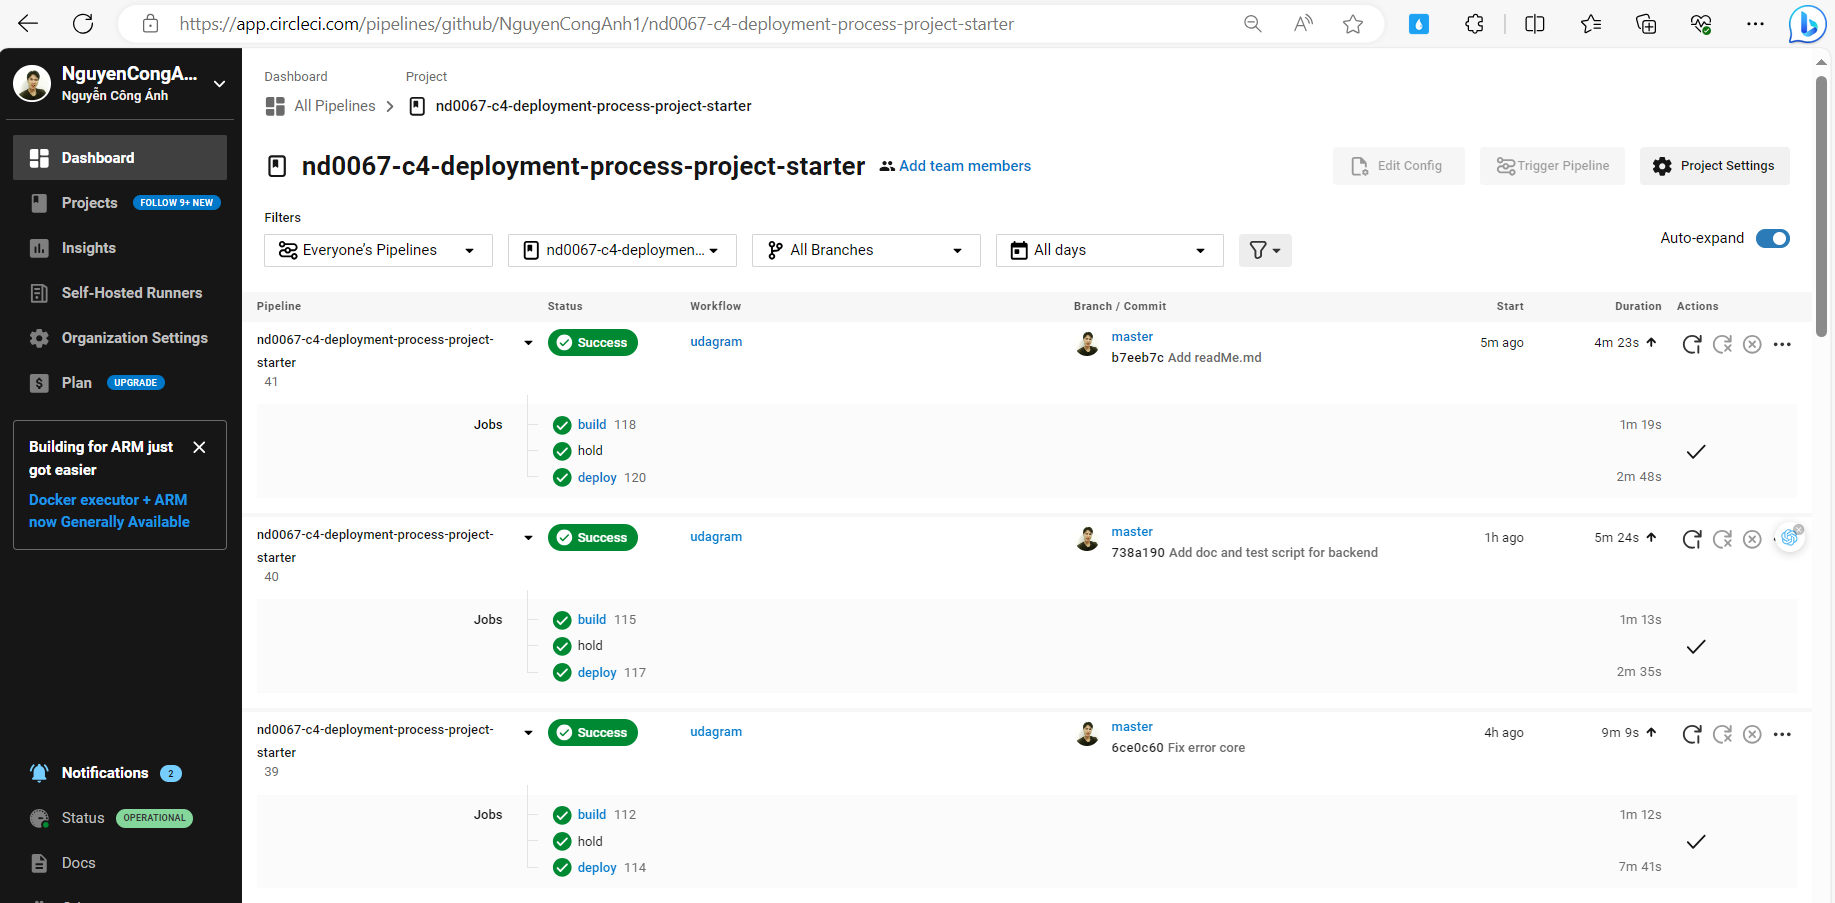 https://app.circleci.com/pipelines/github/NguyenCongAnh1/nd0067-c4-deployment-process-project-starter
NguyenCongA...
Nguyễn Công Ánh
Dashboard
Projects FOLLOW 9+ NEW
Insights
Self-Hosted Runners
Organization Settings
Plan UPGRADE
Building for ARM just
got easier
Docker executor + ARM
now Generally Available
Notifications 2
Status OPERATIONAL
Docs
Dashboard Project
All Pipelines nd0067-c4-deployment-process-project-starter
nd0067-c4-deployment-process-project-starter Add team members
Edit Config Trigger Pipeline Project Settings
Filters
Everyone's Pipelines nd0067-c4-deploymen... All Branches All days
Auto-expand
Pipeline Status Workflow Branch / Commit Start Duration Actions
nd0067-c4-deployment-process-project-
starter
41
Success udagram master 5m ago 4m 23s
b7eeb7c Add readMe.md
Jobs build 118 1m 19s
hold
deploy 120 2m 48s
nd0067-c4-deployment-process-project-
starter
40
Success udagram master 1h ago 5m 24s
738a190 Add doc and test script for backend
Jobs build 115 1m 13s
hold
deploy 117 2m 35s
nd0067-c4-deployment-process-project-
starter
39
Success udagram master 4h ago 9m 9s
6ce0c60 Fix error core
Jobs build 112 1m 12s
hold
deploy 114 7m 41s